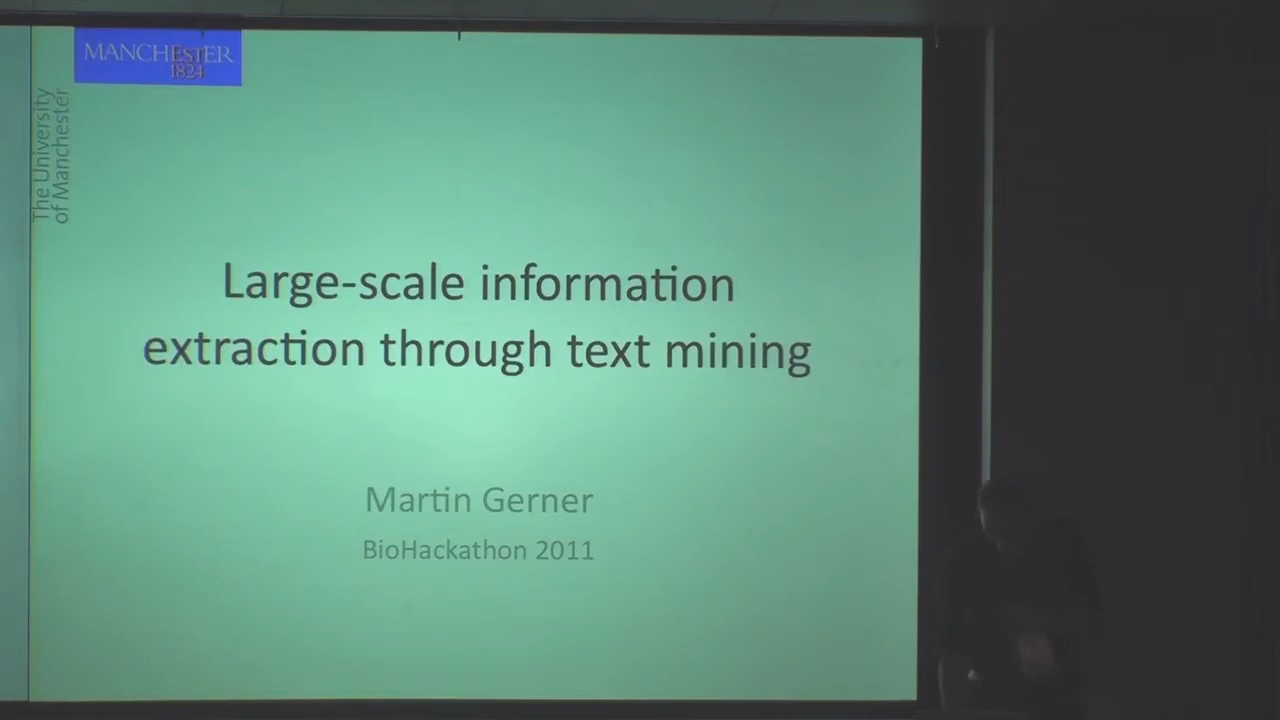 MANCHESTER
1824
The University
of Manchester
Large-scale information
extraction through text mining
Martin Gerner
BioHackathon 2011